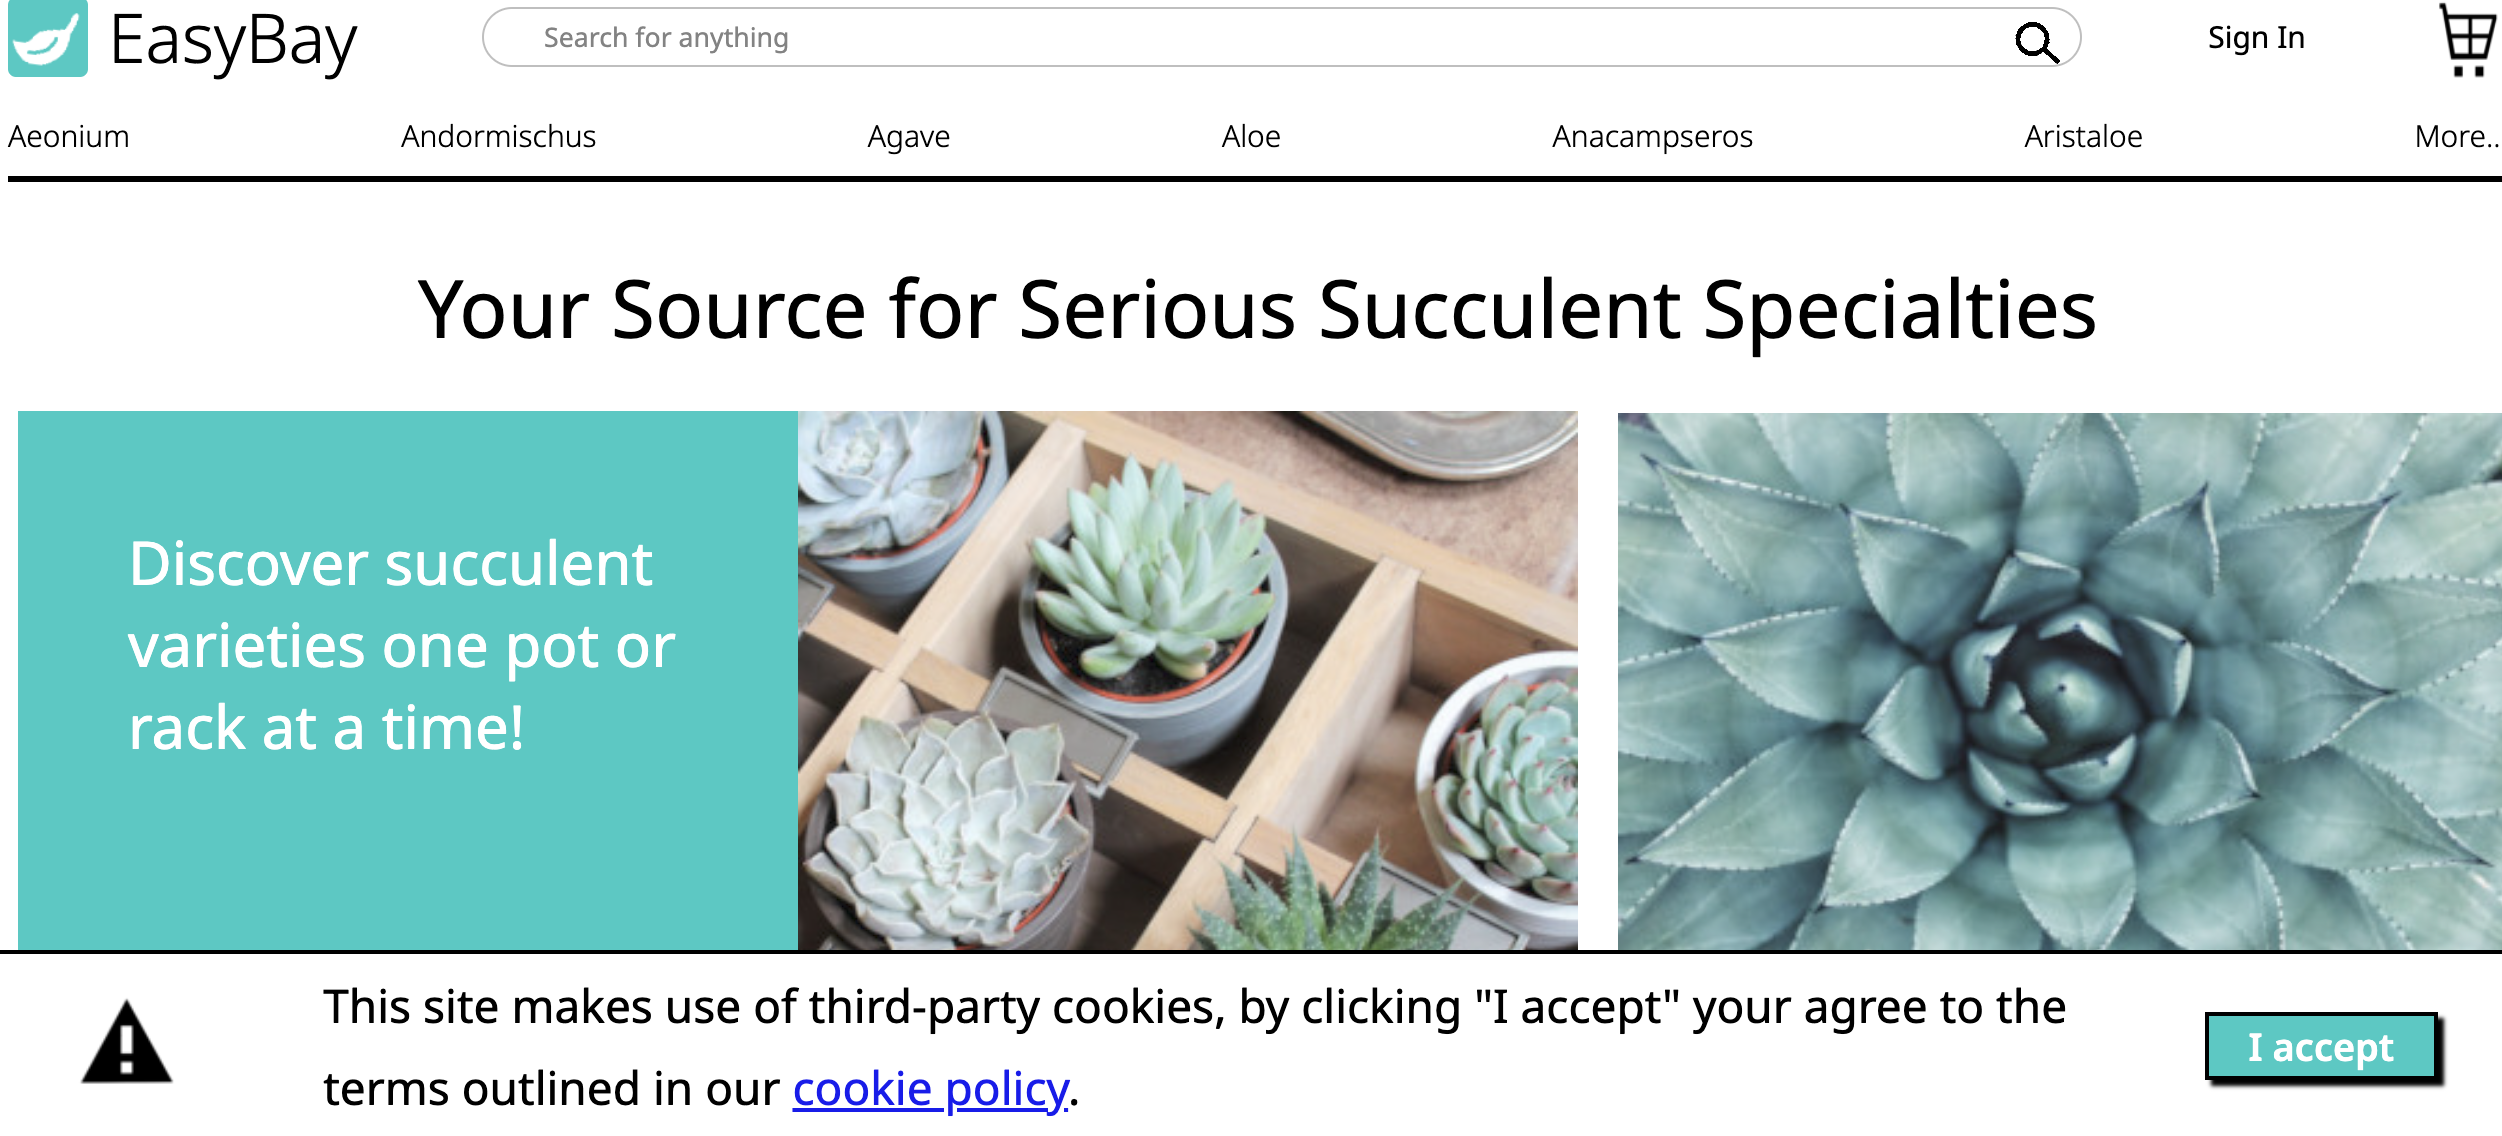 EasyBay
Search for anything
Sign In
Aeonium
Andormischus
Agave
Aloe
Anacampseros
Aristaloe
More..
Your Source for Serious Succulent Specialties
Discover succulent
varieties one pot or
rack at a time!
This site makes use of third-party cookies, by clicking "I accept" your agree to the
terms outlined in our cookie policy.
I accept